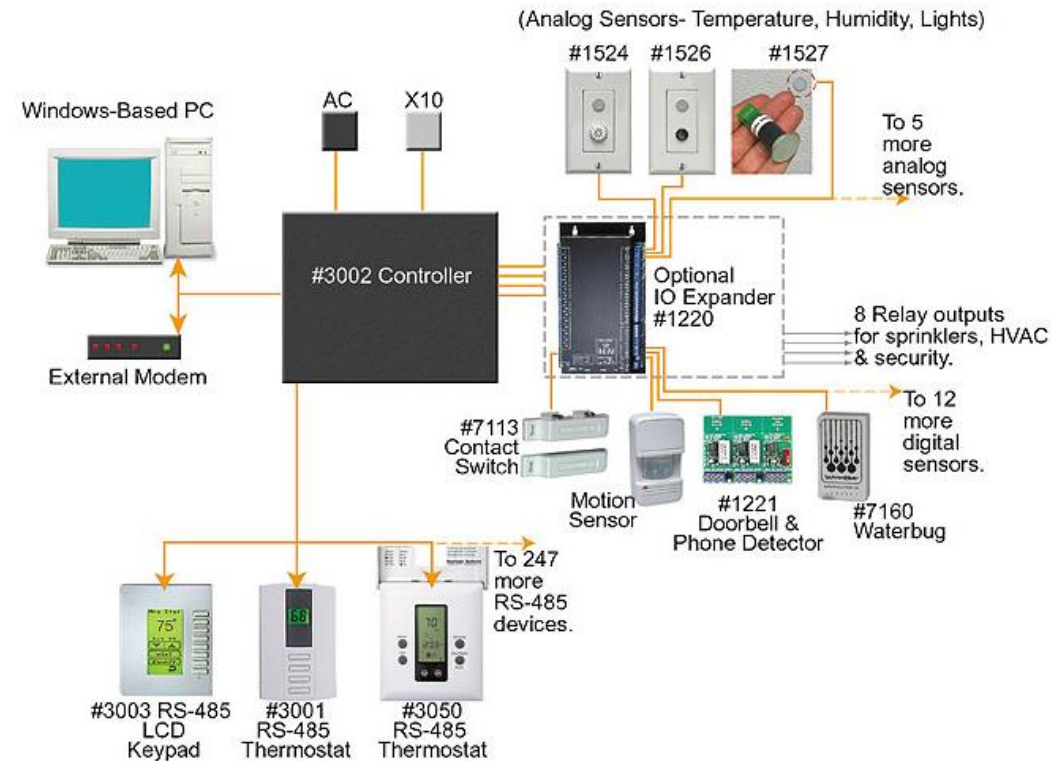 (Analog Sensors- Temperature, Humidity, Lights)
#1524
#1526
#1527
Windows-Based PC
AC
X10
To 5
more
analog
sensors.
#3002 Controller
Optional
IO Expander
#1220
8 Relay outputs
for sprinklers, HVAC
& security.
External Modem
To 12
more
digital
sensors.
#7113
Contact
Switch
Motion
Sensor
#1221
Doorbell &
Phone Detector
#7160
Waterbug
To 247
more
RS-485
devices.
75°
68
70
#3003 RS-485
LCD
Keypad
#3001
RS-485
Thermostat
#3050
RS-485
Thermostat